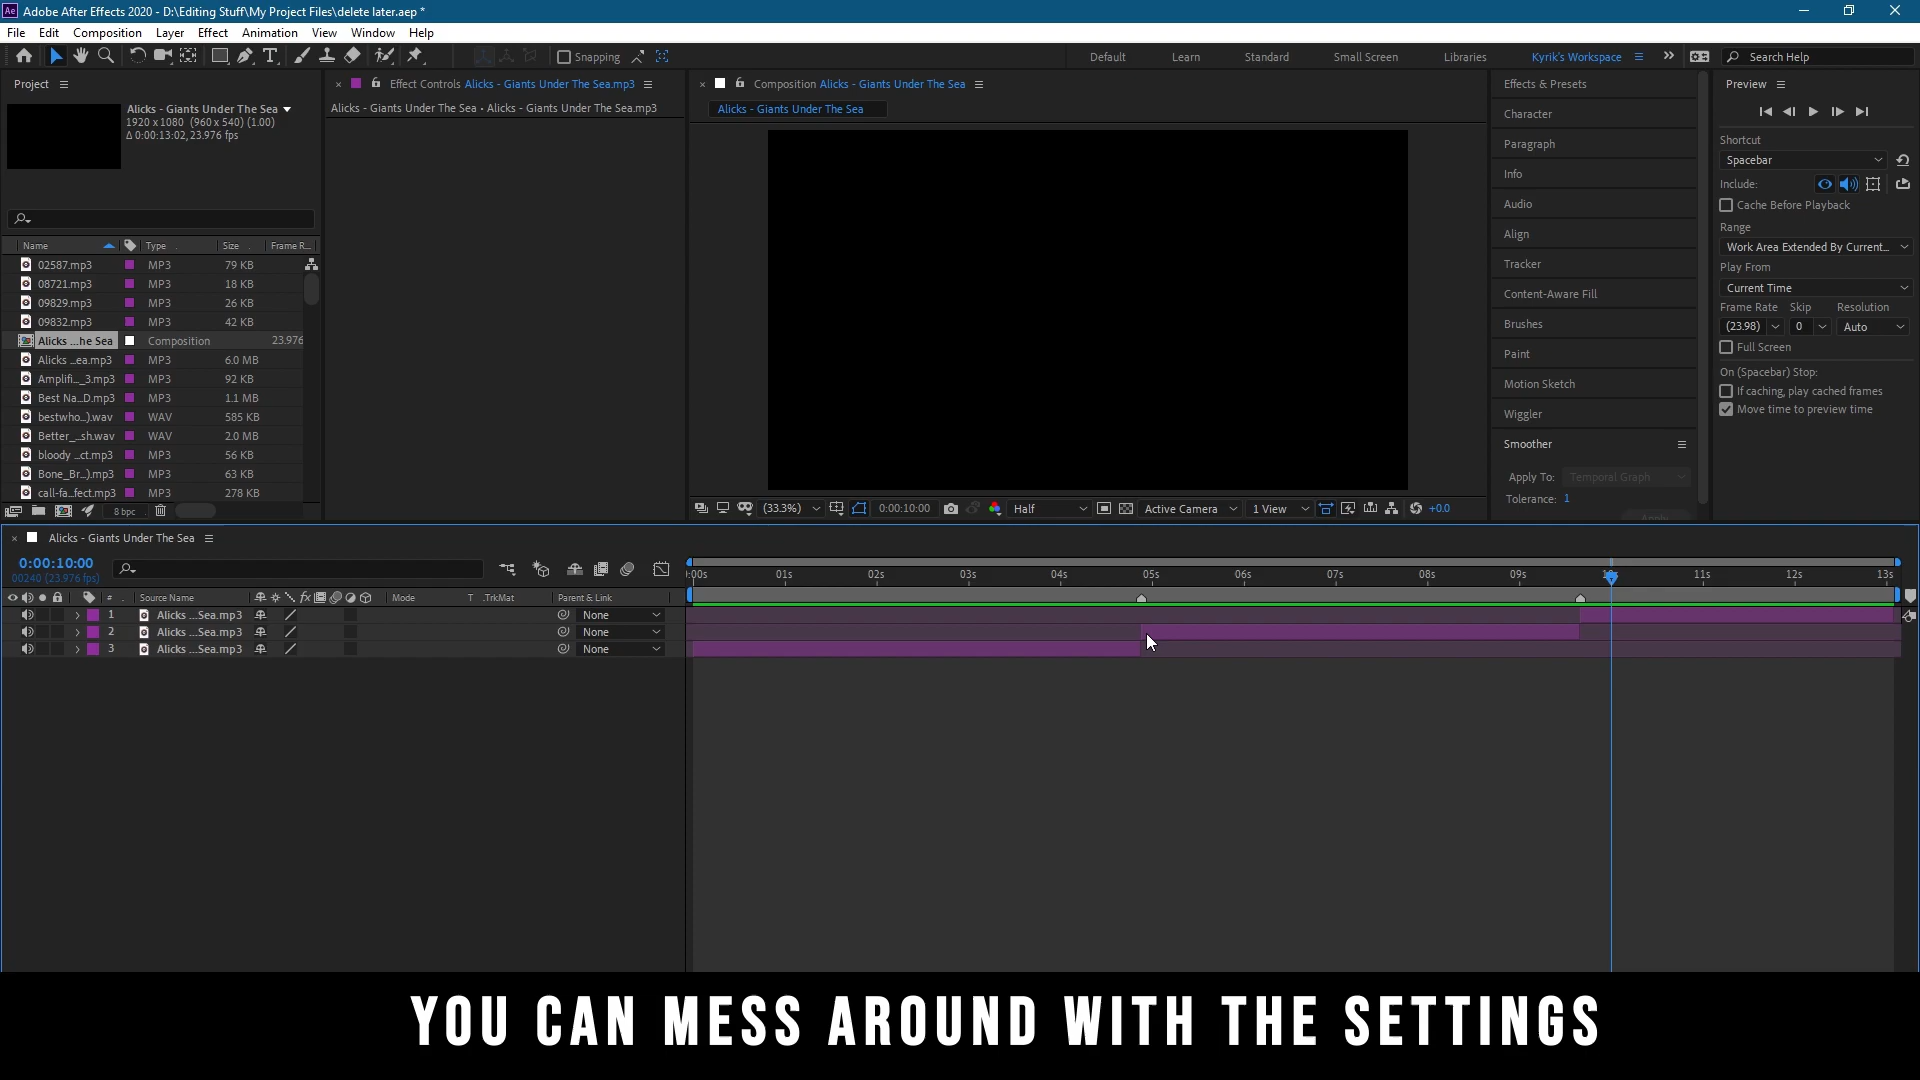 Adobe After Effects 2020 - D:\Editing Stuff\My Project Files\delete later.aep *
File Edit Composition Layer Effect Animation View Window Help
Snapping
Default Learn Standard Small Screen Libraries Kyrik's Workspace Search Help
Project
Alicks - Giants Under The Sea
1920 x 1080 (960 x 540) (1.00)
Δ 0:00:13:02, 23.976 fps
Name Type Size Frame R...
02587.mp3 MP3 79 KB
08721.mp3 MP3 18 KB
09829.mp3 MP3 26 KB
09832.mp3 MP3 42 KB
Alicks ...he Sea Composition 23.976
Alicks ...ea.mp3 MP3 6.0 MB
Amplifi..._3.mp3 MP3 92 KB
Best Na...D.mp3 MP3 1.1 MB
bestwho...).wav WAV 585 KB
Better_...sh.wav WAV 2.0 MB
bloody ...ct.mp3 MP3 56 KB
Bone_Br...).mp3 MP3 63 KB
call-fa...fect.mp3 MP3 278 KB
8 bpc
Effect Controls Alicks - Giants Under The Sea.mp3
Alicks - Giants Under The Sea • Alicks - Giants Under The Sea.mp3
Composition Alicks - Giants Under The Sea
Alicks - Giants Under The Sea
(33.3%) 0:00:10:00 Half Active Camera 1 View +0.0
Effects & Presets
Character
Paragraph
Info
Audio
Align
Tracker
Content-Aware Fill
Brushes
Paint
Motion Sketch
Wiggler
Smoother
Apply To: Temporal Graph
Tolerance: 1
Apply
Preview
Shortcut
Spacebar
Include:
Cache Before Playback
Range
Work Area Extended By Current...
Play From
Current Time
Frame Rate Skip Resolution
(23.98) 0 Auto
Full Screen
On (Spacebar) Stop:
If caching, play cached frames
Move time to preview time
Alicks - Giants Under The Sea
0:00:10:00
00240 (23.976 fps)
:00s 01s 02s 03s 04s 05s 06s 07s 08s 09s 10s 11s 12s 13s
# Source Name fx Mode T .TrkMat Parent & Link
1 Alicks ...Sea.mp3 None
2 Alicks ...Sea.mp3 None
3 Alicks ...Sea.mp3 None
YOU CAN MESS AROUND WITH THE SETTINGS